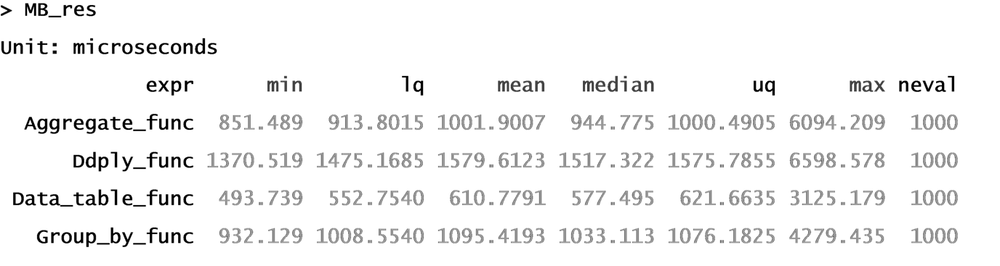 > MB_res
Unit: microseconds
expr min lq mean median uq max neval
Aggregate_func 851.489 913.8015 1001.9007 944.775 1000.4905 6094.209 1000
Ddply_func 1370.519 1475.1685 1579.6123 1517.322 1575.7855 6598.578 1000
Data_table_func 493.739 552.7540 610.7791 577.495 621.6635 3125.179 1000
Group_by_func 932.129 1008.5540 1095.4193 1033.113 1076.1825 4279.435 1000